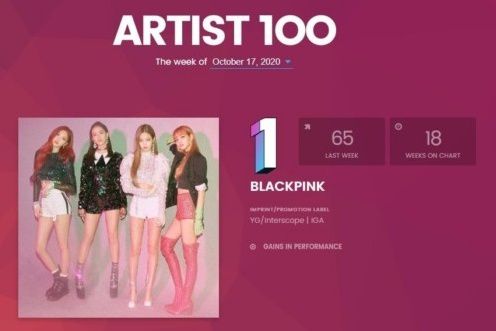 ARTIST 100
The week of October 17, 2020
1
65
LAST WEEK
18
WEEKS ON CHART
BLACKPINK
IMPRINT/PROMOTION LABEL
YG/Interscope | IGA
GAINS IN PERFORMANCE